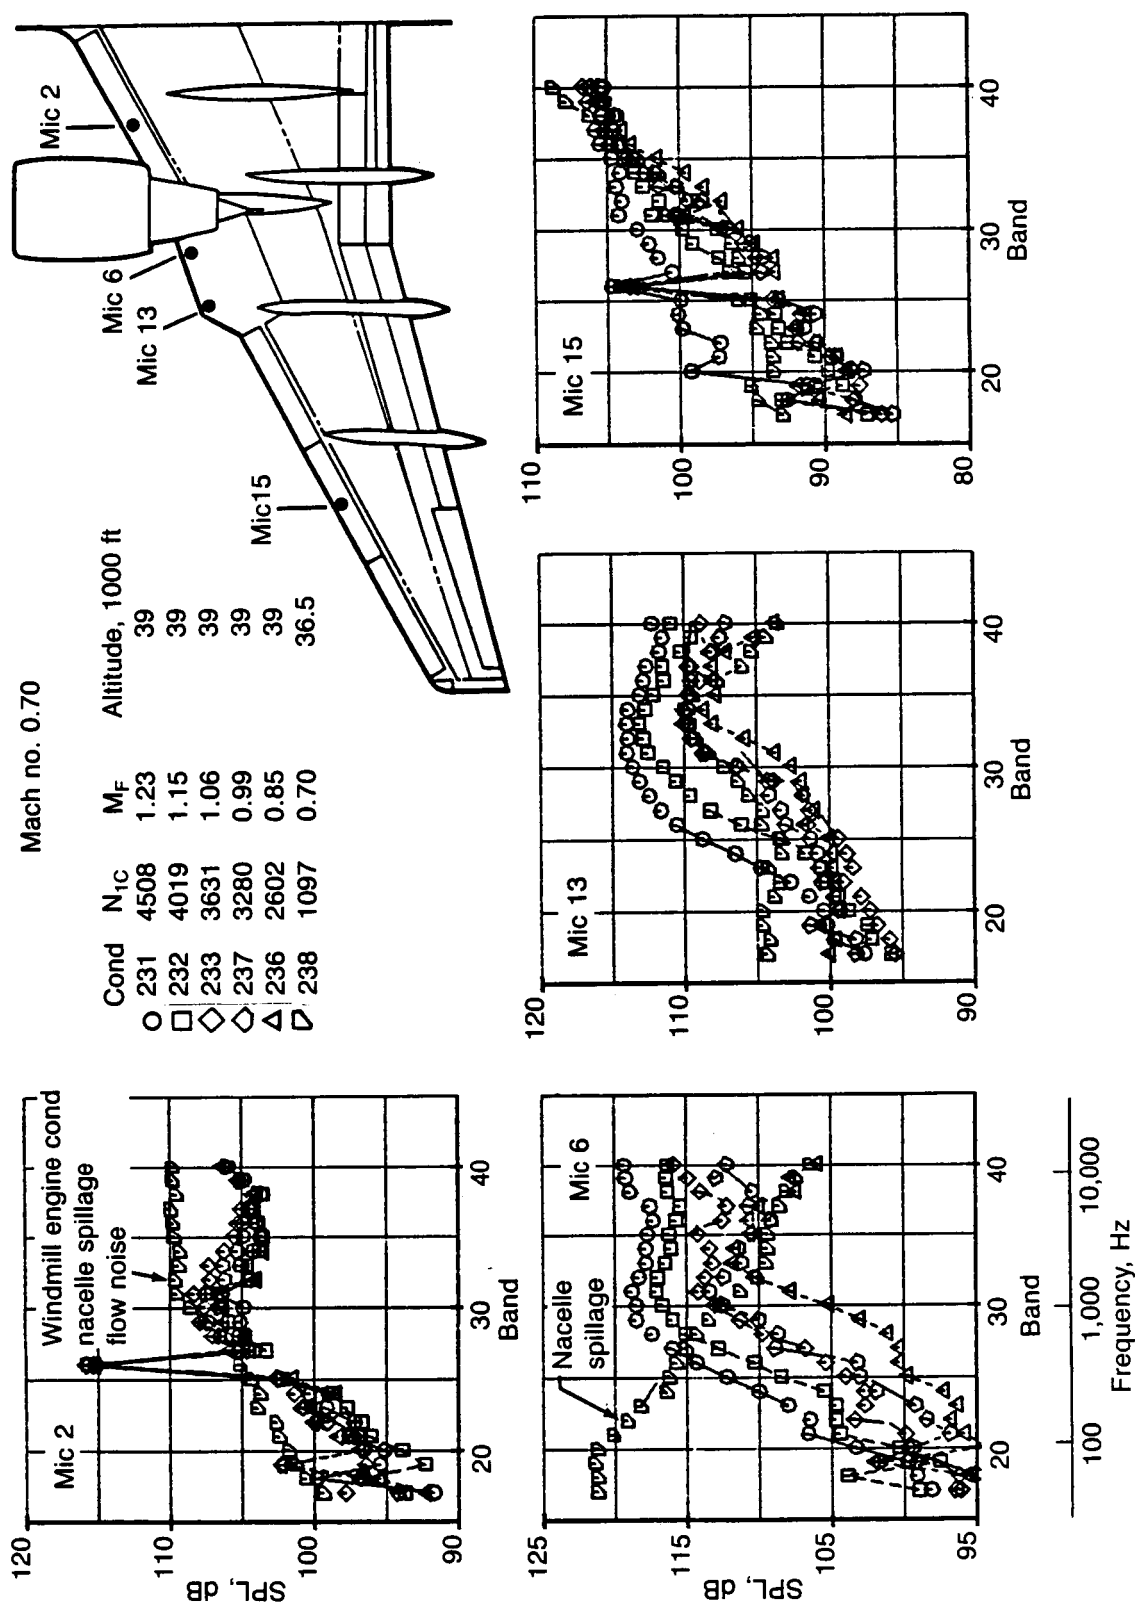 Mach no. 0.70
Cond N1C MF Altitude, 1000 ft
231 4508 1.23 39
232 4019 1.15 39
233 3631 1.06 39
237 3280 0.99 39
236 2602 0.85 39
238 1097 0.70 36.5
Mic 2
Mic 6
Mic 13
Mic15
Mic 2
Windmill engine cond
nacelle spillage
flow noise
120
110
100
90
SPL, dB
20
30
40
Band
Mic 13
120
110
100
90
20
30
40
Band
Mic 15
110
100
90
80
20
30
40
Band
Mic 6
Nacelle
spillage
125
115
105
95
SPL, dB
20
30
40
Band
100
1,000
10,000
Frequency, Hz